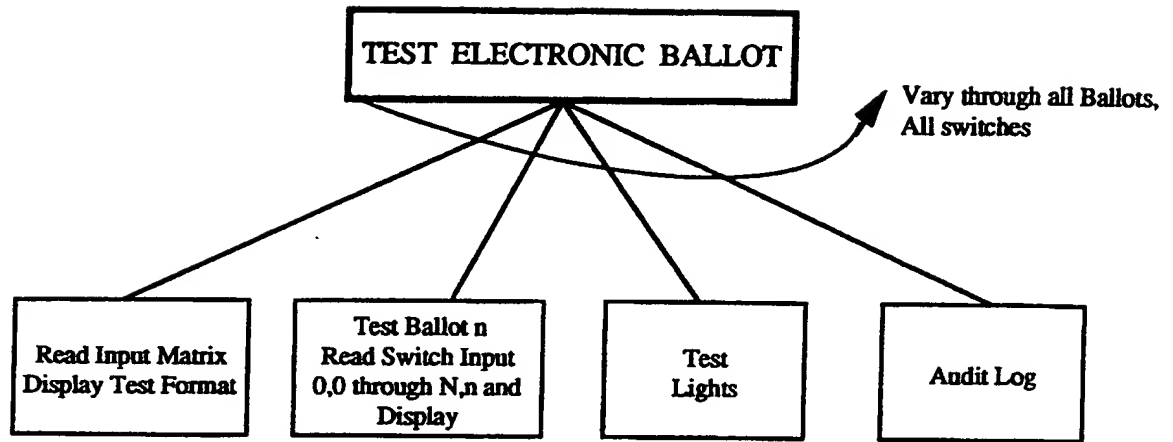 TEST ELECTRONIC BALLOT
Vary through all Ballots,
All switches
Read Input Matrix
Display Test Format
Test Ballot n
Read Switch Input
0,0 through N,n and
Display
Test
Lights
Audit Log